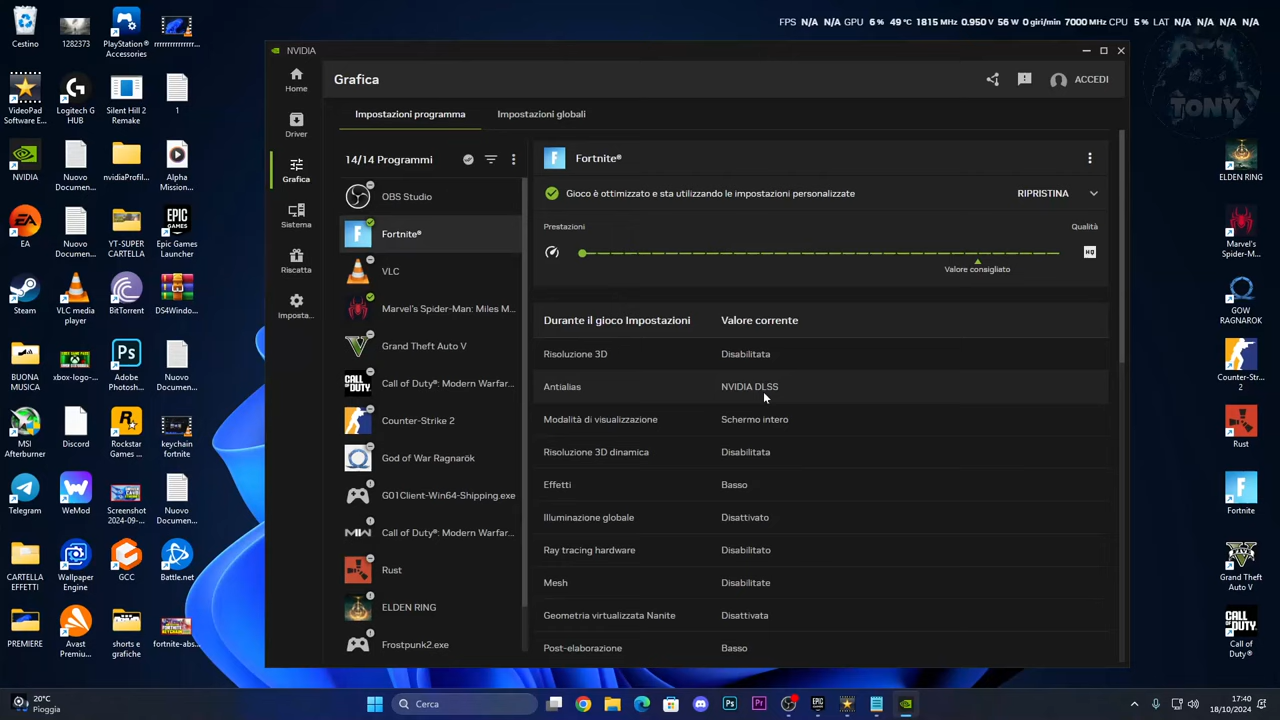 FPS N/A N/A GPU 6 % 49 °C 1815 MHz 0.950 V 56 W 0 giri/min 7000 MHz CPU 5 % LAT N/A N/A N/A N/A
TONY
Cestino
1282373
PlayStation®
Accessories
rrrrrrrrrrrrrrr...
VideoPad
Software E...
Logitech G
HUB
Silent Hill 2
Remake
1
NVIDIA
Nuovo
Documen...
nvidiaProfil...
Alpha
Mission...
EA
Nuovo
Documen...
YT-SUPER
CARTELLA
Epic Games
Launcher
Steam
VLC media
player
BitTorrent
DS4Windo...
BUONA
MUSICA
xbox-logo-...
Adobe
Photosh...
Nuovo
Documen...
MSI
Afterburner
Discord
Rockstar
Games ...
keychain
fortnite
Telegram
WeMod
Screenshot
2024-09-...
Nuovo
Documen...
CARTELLA
EFFETTI
Wallpaper
Engine
GCC
Battle.net
PREMIERE
Avast
Premiu...
shorts e
grafiche
fortnite-abs...
NVIDIA
Home
Driver
Grafica
Sistema
Riscatta
Imposta...
Grafica
ACCEDI
Impostazioni programma
Impostazioni globali
14/14 Programmi
OBS Studio
Fortnite®
VLC
Marvel's Spider-Man: Miles M...
Grand Theft Auto V
Call of Duty®: Modern Warfar...
Counter-Strike 2
God of War Ragnarök
G01Client-Win64-Shipping.exe
Call of Duty®: Modern Warfar...
Rust
ELDEN RING
Frostpunk2.exe
Fortnite®
Gioco è ottimizzato e sta utilizzando le impostazioni personalizzate
RIPRISTINA
Prestazioni
Qualità
HQ
Valore consigliato
Durante il gioco Impostazioni Valore corrente
Risoluzione 3D Disabilitata
Antialias NVIDIA DLSS
Modalità di visualizzazione Schermo intero
Risoluzione 3D dinamica Disabilitata
Effetti Basso
Illuminazione globale Disattivato
Ray tracing hardware Disabilitato
Mesh Disabilitate
Geometria virtualizzata Nanite Disattivata
Post-elaborazione Basso
ELDEN RING
Marvel's
Spider-M...
GOW
RAGNAROK
Counter-Str...
2
Rust
Fortnite
Grand Theft
Auto V
CALL OF DUTY
Call of
Duty®
20°C
Pioggia
Cerca
17:40
18/10/2024